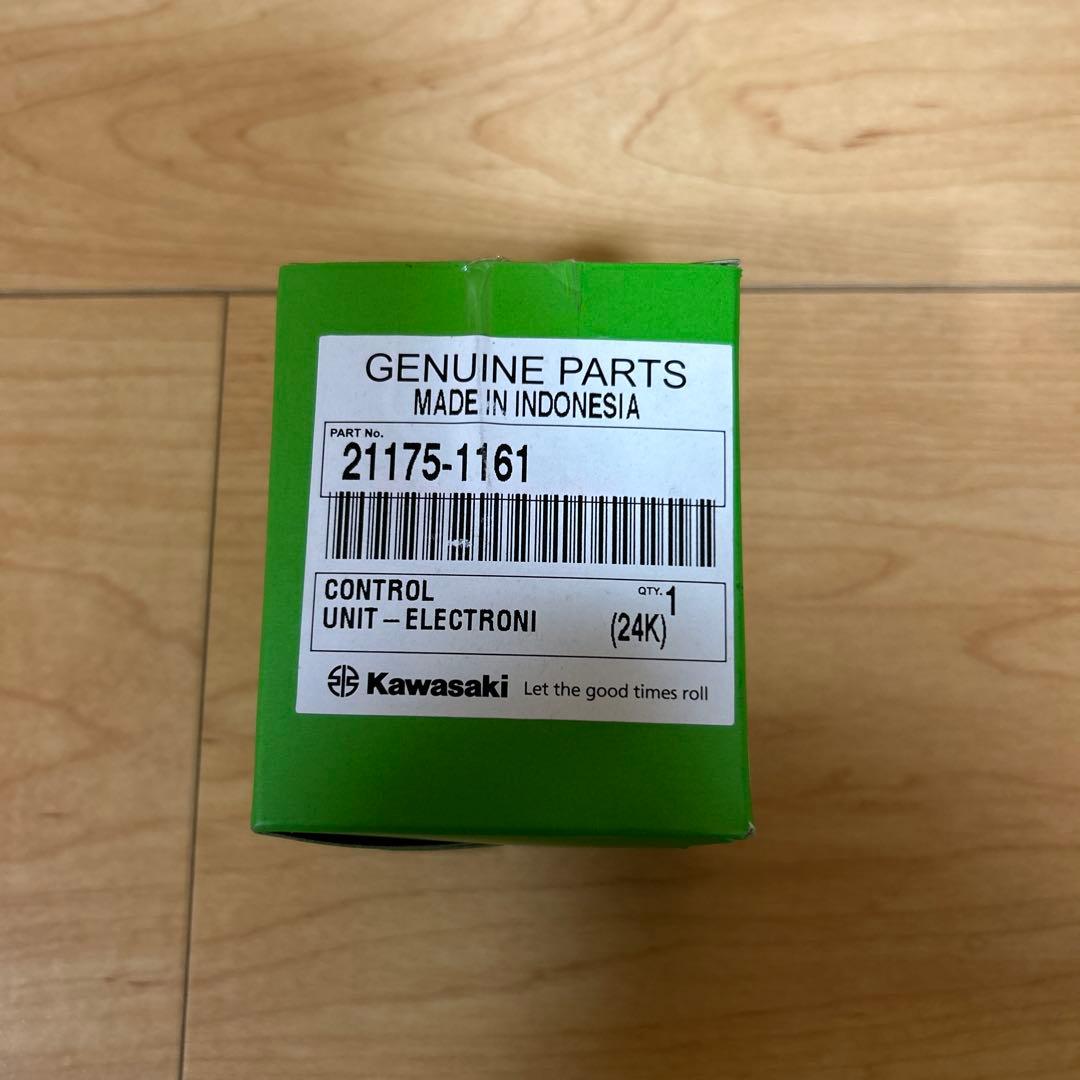 GENUINE PARTS
MADE IN INDONESIA
PART No.
21175-1161
CONTROL
UNIT-ELECTRONI
QTY. 1
(24K)
Kawasaki Let the good times roll